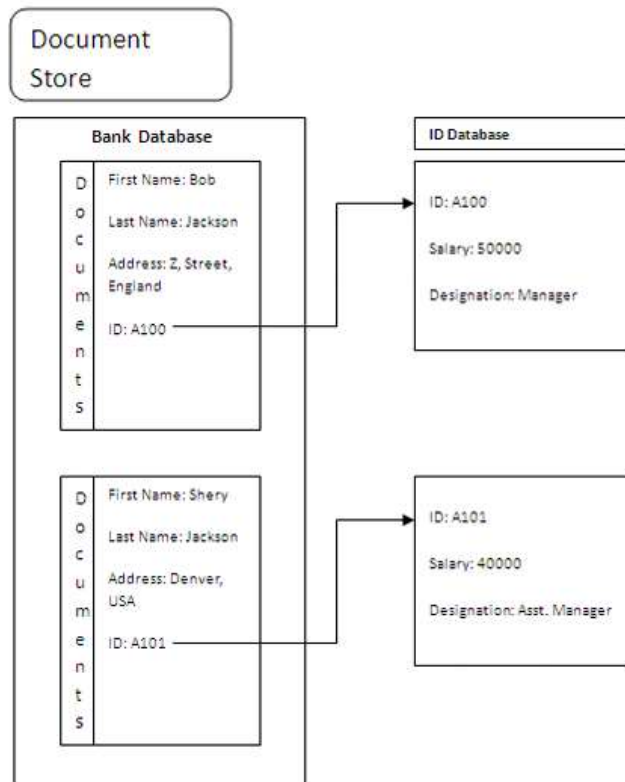 Document
Store
Bank Database
Documents
First Name: Bob
Last Name: Jackson
Address: Z, Street,
England
ID: A100
ID Database
ID: A100
Salary: 50000
Designation: Manager
Documents
First Name: Shery
Last Name: Jackson
Address: Denver,
USA
ID: A101
ID: A101
Salary: 40000
Designation: Asst. Manager